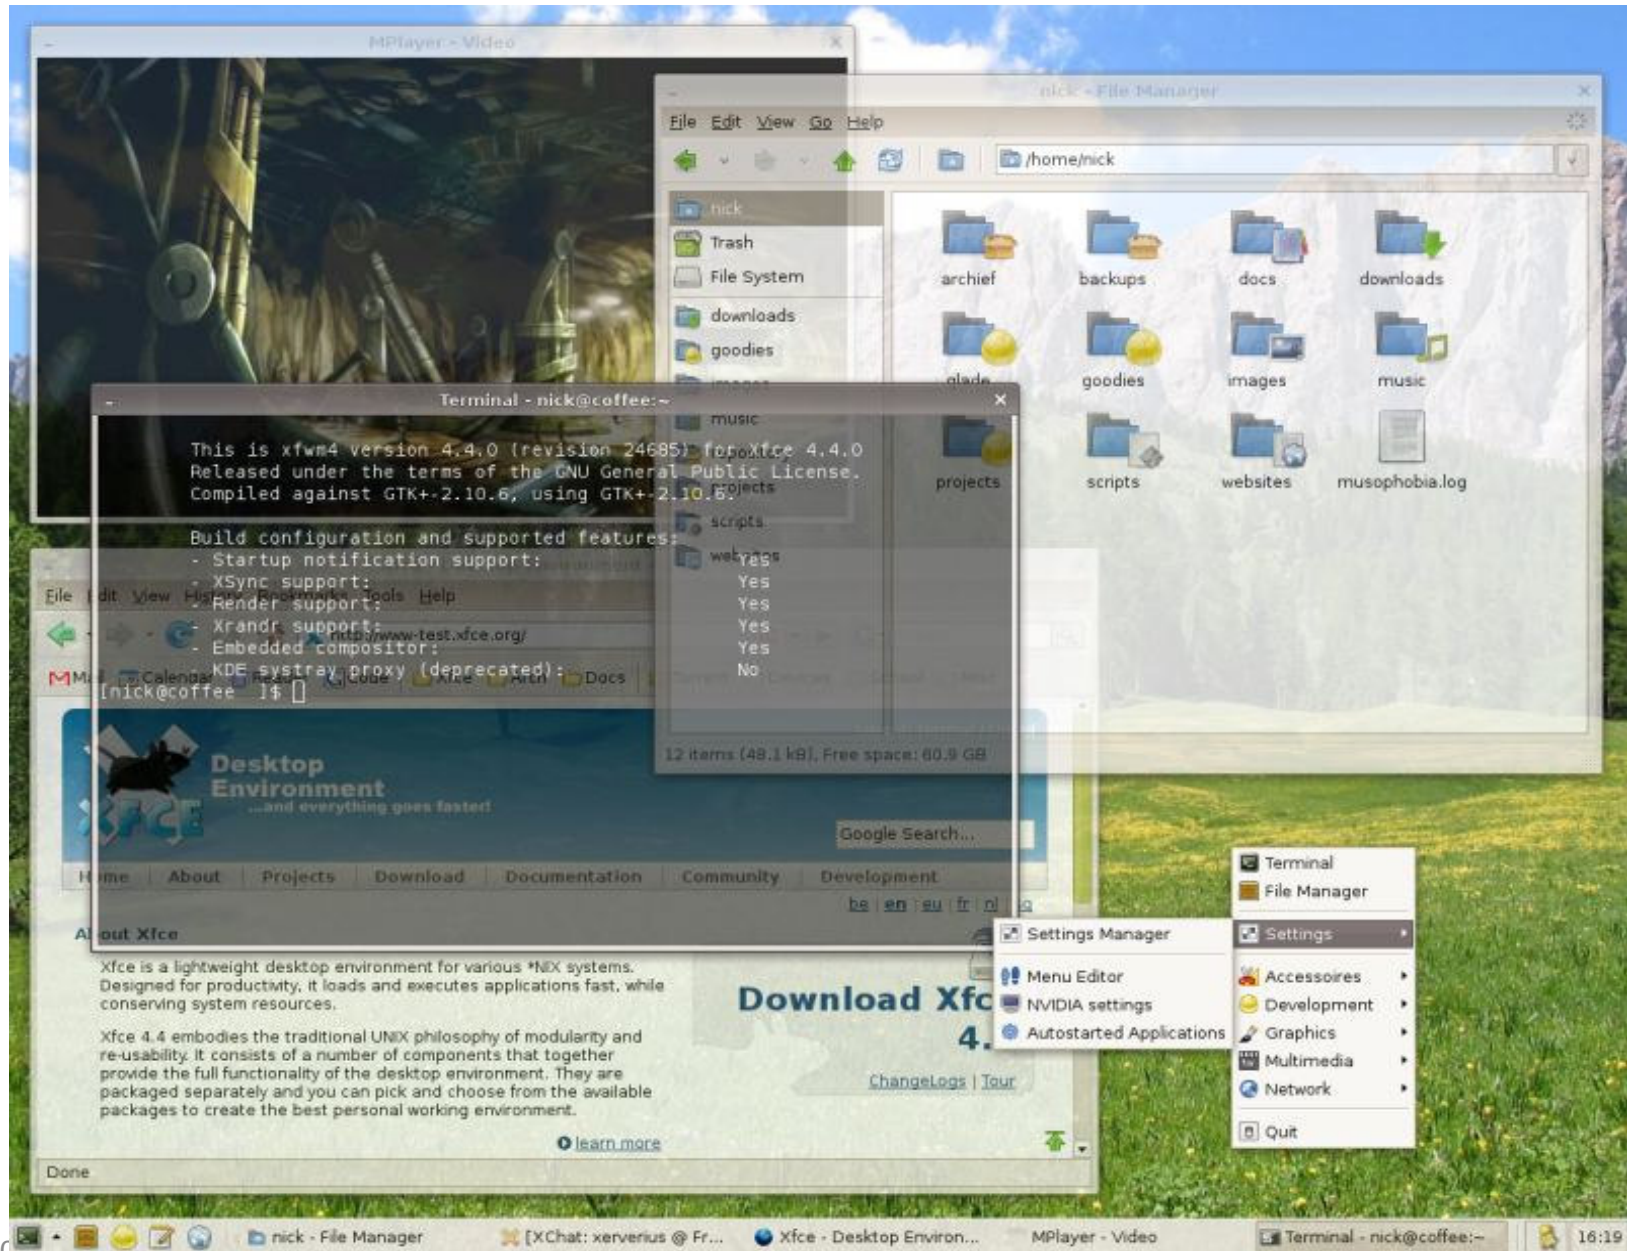 MPlayer - Video
nick - File Manager
File Edit View Go Help
/home/nick
nick
Trash
File System
downloads
goodies
images
music
projects
scripts
websites
archief backups docs downloads
glade goodies images music
projects scripts websites musophobia.log
12 items (48.1 kB), Free space: 60.9 GB
Terminal - nick@coffee:~
This is xfwm4 version 4.4.0 (revision 24685) for Xfce 4.4.0
Released under the terms of the GNU General Public License.
Compiled against GTK+-2.10.6, using GTK+-2.10.6.
Build configuration and supported features:
- Startup notification support: Yes
- XSync support: Yes
- Render support: Yes
- Xrandr support: Yes
- Embedded compositor: Yes
- KDE systray proxy (deprecated): No
[nick@coffee ~]$
File Edit View History Bookmarks Tools Help
http://www-test.xfce.org/
Calendar Reader Code Xfce Arch Docs
XFCE
Desktop
Environment
...and everything goes faster!
Google Search...
Home About Projects Download Documentation Community Development
be | en | eu | fr | nl
About Xfce
Xfce is a lightweight desktop environment for various *NIX systems.
Designed for productivity, it loads and executes applications fast, while
conserving system resources.
Xfce 4.4 embodies the traditional UNIX philosophy of modularity and
re-usability. It consists of a number of components that together
provide the full functionality of the desktop environment. They are
packaged separately and you can pick and choose from the available
packages to create the best personal working environment.
learn more
Download Xfc
4.
ChangeLogs | Tour
Done
Terminal
File Manager
Settings
Accessoires
Development
Graphics
Multimedia
Network
Quit
Settings Manager
Menu Editor
NVIDIA settings
Autostarted Applications
nick - File Manager
[XChat: xerverius @ Fr...
Xfce - Desktop Environ...
MPlayer - Video
Terminal - nick@coffee:~
16:19